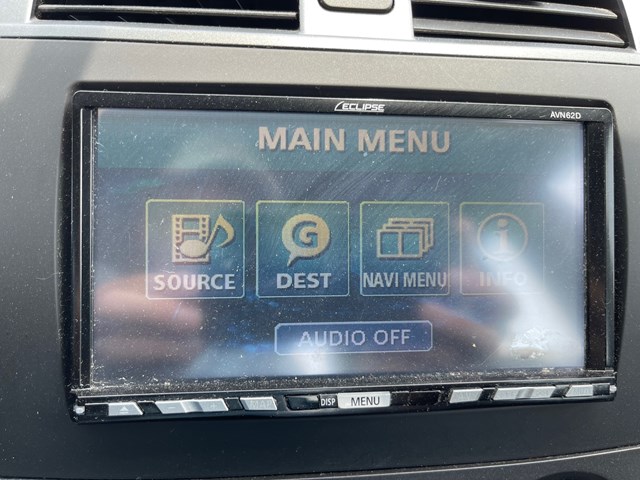 ECLIPSE
AVN62D
MAIN MENU
G
SOURCE
DEST
NAVI MENU
INFO
AUDIO OFF
DISP
MENU